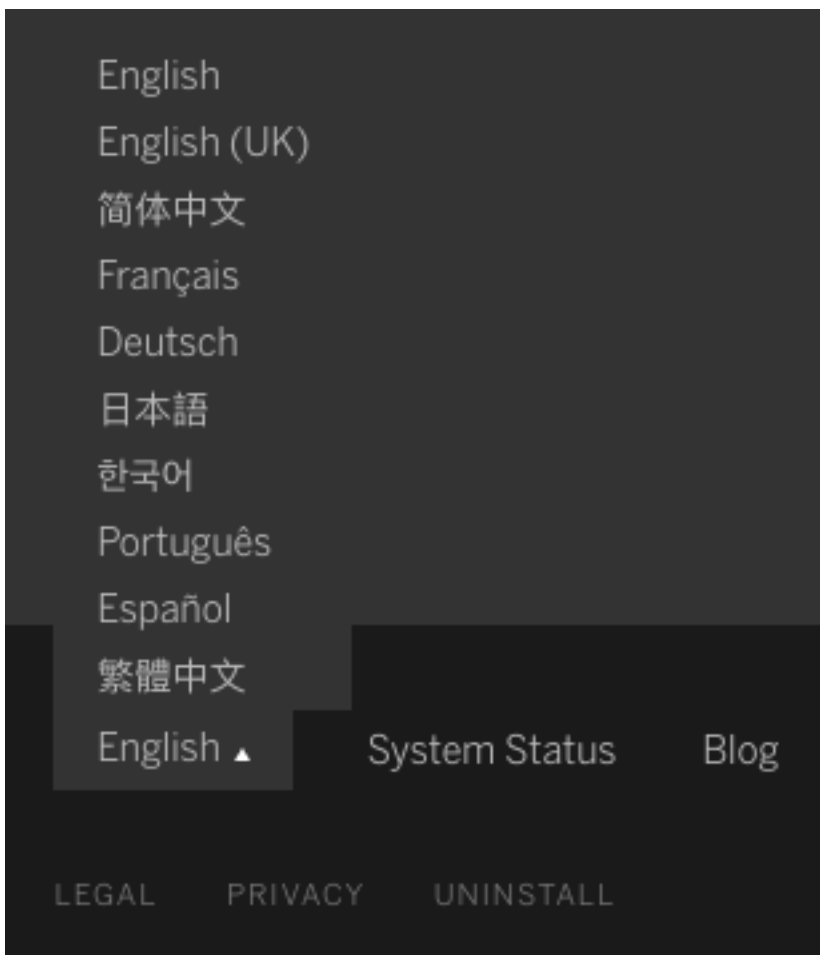 English
English (UK)
简体中文
Français
Deutsch
日本語
한국어
Português
Español
繁體中文
English ▲ System Status Blog
LEGAL PRIVACY UNINSTALL